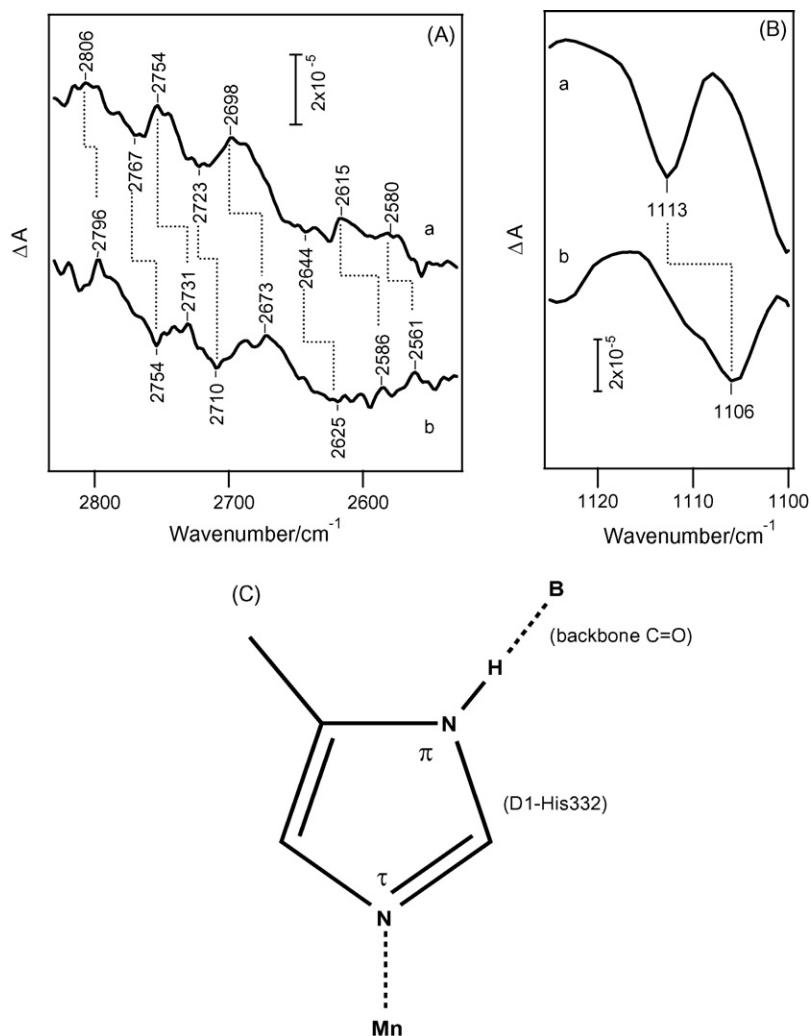 (A)
2806
2754
2698
2x10⁻⁵
2767
2723
2615
2580
2796
2644
a
2731
2673
2754
2710
2586
2561
2625
b
ΔA
2800
2700
2600
Wavenumber/cm⁻¹
(B)
a
1113
b
2x10⁻⁵
1106
ΔA
1120
1110
1100
Wavenumber/cm⁻¹
(C)
B
(backbone C=O)
H
N
π
(D1-His332)
τ
N
Mn